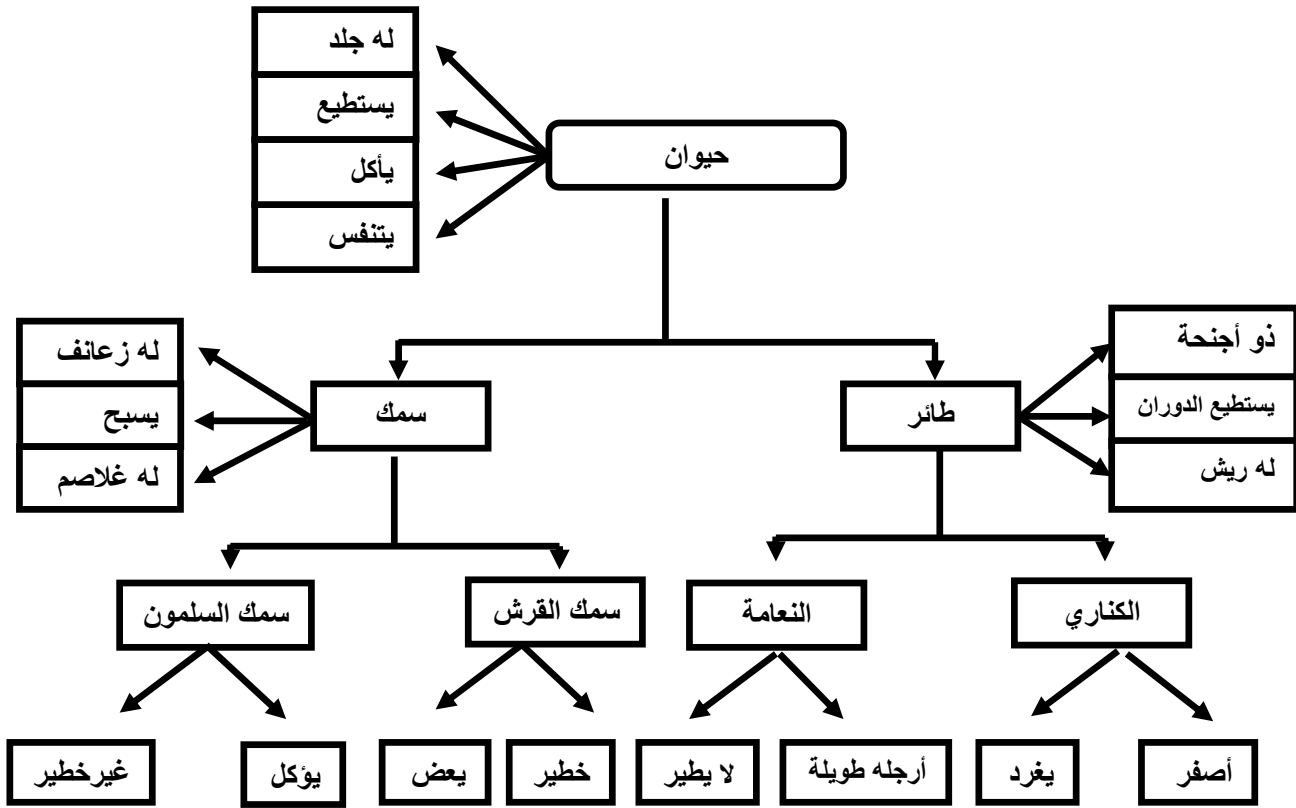 له جلد
يستطيع
يأكل
يتنفس
حيوان
ذو أجنحة
يستطيع الدوران
له ريش
طائر
سمك
له زعانف
يسبح
له غلاصم
الكناري
النعامة
سمك القرش
سمك السلمون
أصفر
يغرد
أرجله طويلة
لا يطير
خطير
يعض
يؤكل
غيرخطير